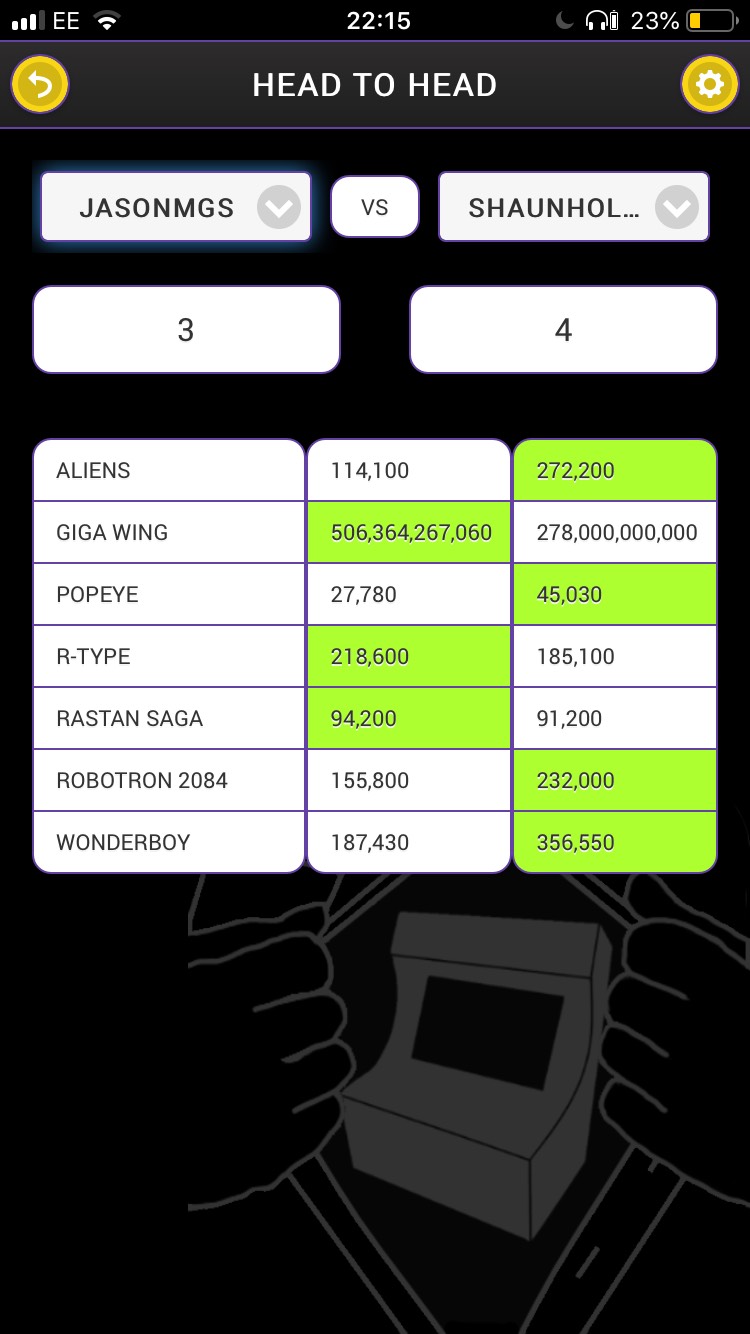 EE 22:15 23%
HEAD TO HEAD
JASONMGS VS SHAUNHOL...
3 4
ALIENS 114,100 272,200
GIGA WING 506,364,267,060 278,000,000,000
POPEYE 27,780 45,030
R-TYPE 218,600 185,100
RASTAN SAGA 94,200 91,200
ROBOTRON 2084 155,800 232,000
WONDERBOY 187,430 356,550